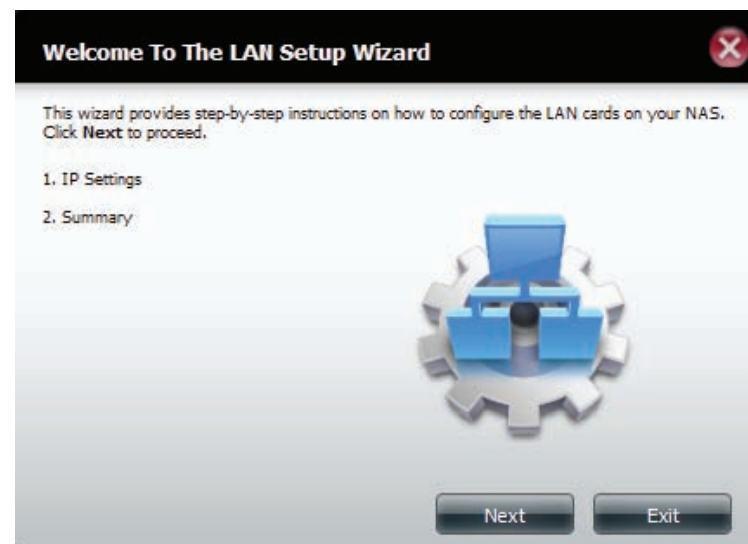 Welcome To The LAN Setup Wizard
This wizard provides step-by-step instructions on how to configure the LAN cards on your NAS.
Click Next to proceed.
1. IP Settings
2. Summary
Next
Exit